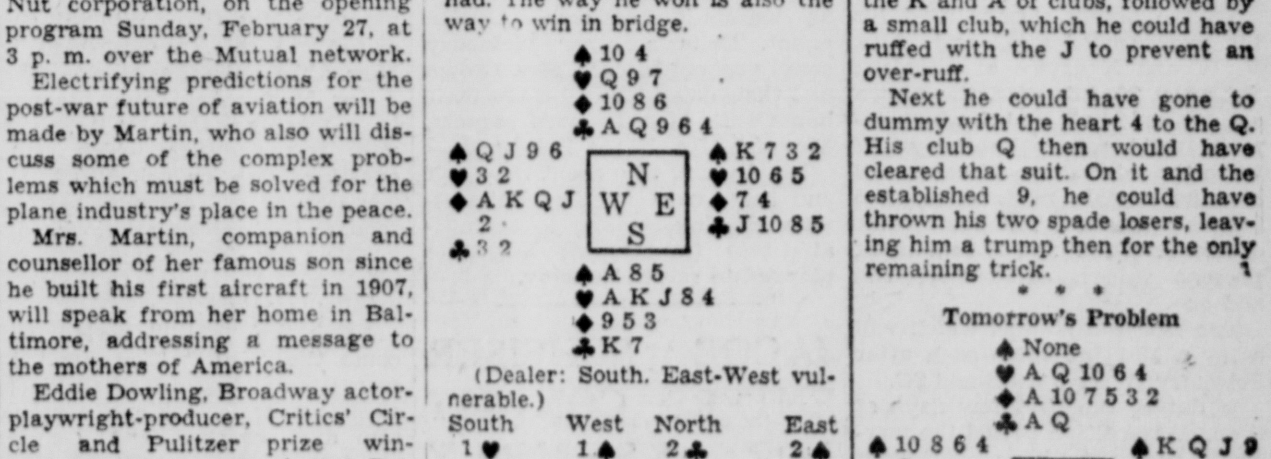 Nut corporation, on the opening
program Sunday, February 27, at
3 p. m. over the Mutual network.
Electrifying predictions for the
post-war future of aviation will be
made by Martin, who also will dis-
cuss some of the complex prob-
lems which must be solved for the
plane industry's place in the peace.
Mrs. Martin, companion and
counsellor of her famous son since
he built his first aircraft in 1907,
will speak from her home in Bal-
timore, addressing a message to
the mothers of America.
Eddie Dowling, Broadway actor-
playwright-producer, Critics' Cir-
cle and Pulitzer prize win-
had. The way he won is also the
way to win in bridge.
♠ 10 4
♥ Q 9 7
♦ 10 8 6
♣ A Q 9 6 4
♠ Q J 9 6
♥ 3 2
♦ A K Q J
2
♣ 3 2
N
W E
S
♠ K 7 3 2
♥ 10 6 5
♦ 7 4
♣ J 10 8 5
♠ A 8 5
♥ A K J 8 4
♦ 9 5 3
♣ K 7
(Dealer: South. East-West vul-
nerable.)
South West North East
1 ♥ 1 ♠ 2 ♣ 2 ♠
the K and A of clubs, followed by
a small club, which he could have
ruffed with the J to prevent an
over-ruff.
Next he could have gone to
dummy with the heart 4 to the Q.
His club Q then would have
cleared that suit. On it and the
established 9, he could have
thrown his two spade losers, leav-
ing him a trump then for the only
remaining trick.
* * *
Tomorrow's Problem
♠ None
♥ A Q 10 6 4
♦ A 10 7 5 3 2
♣ A Q
♠ 10 8 6 4 ♠ K Q J 9